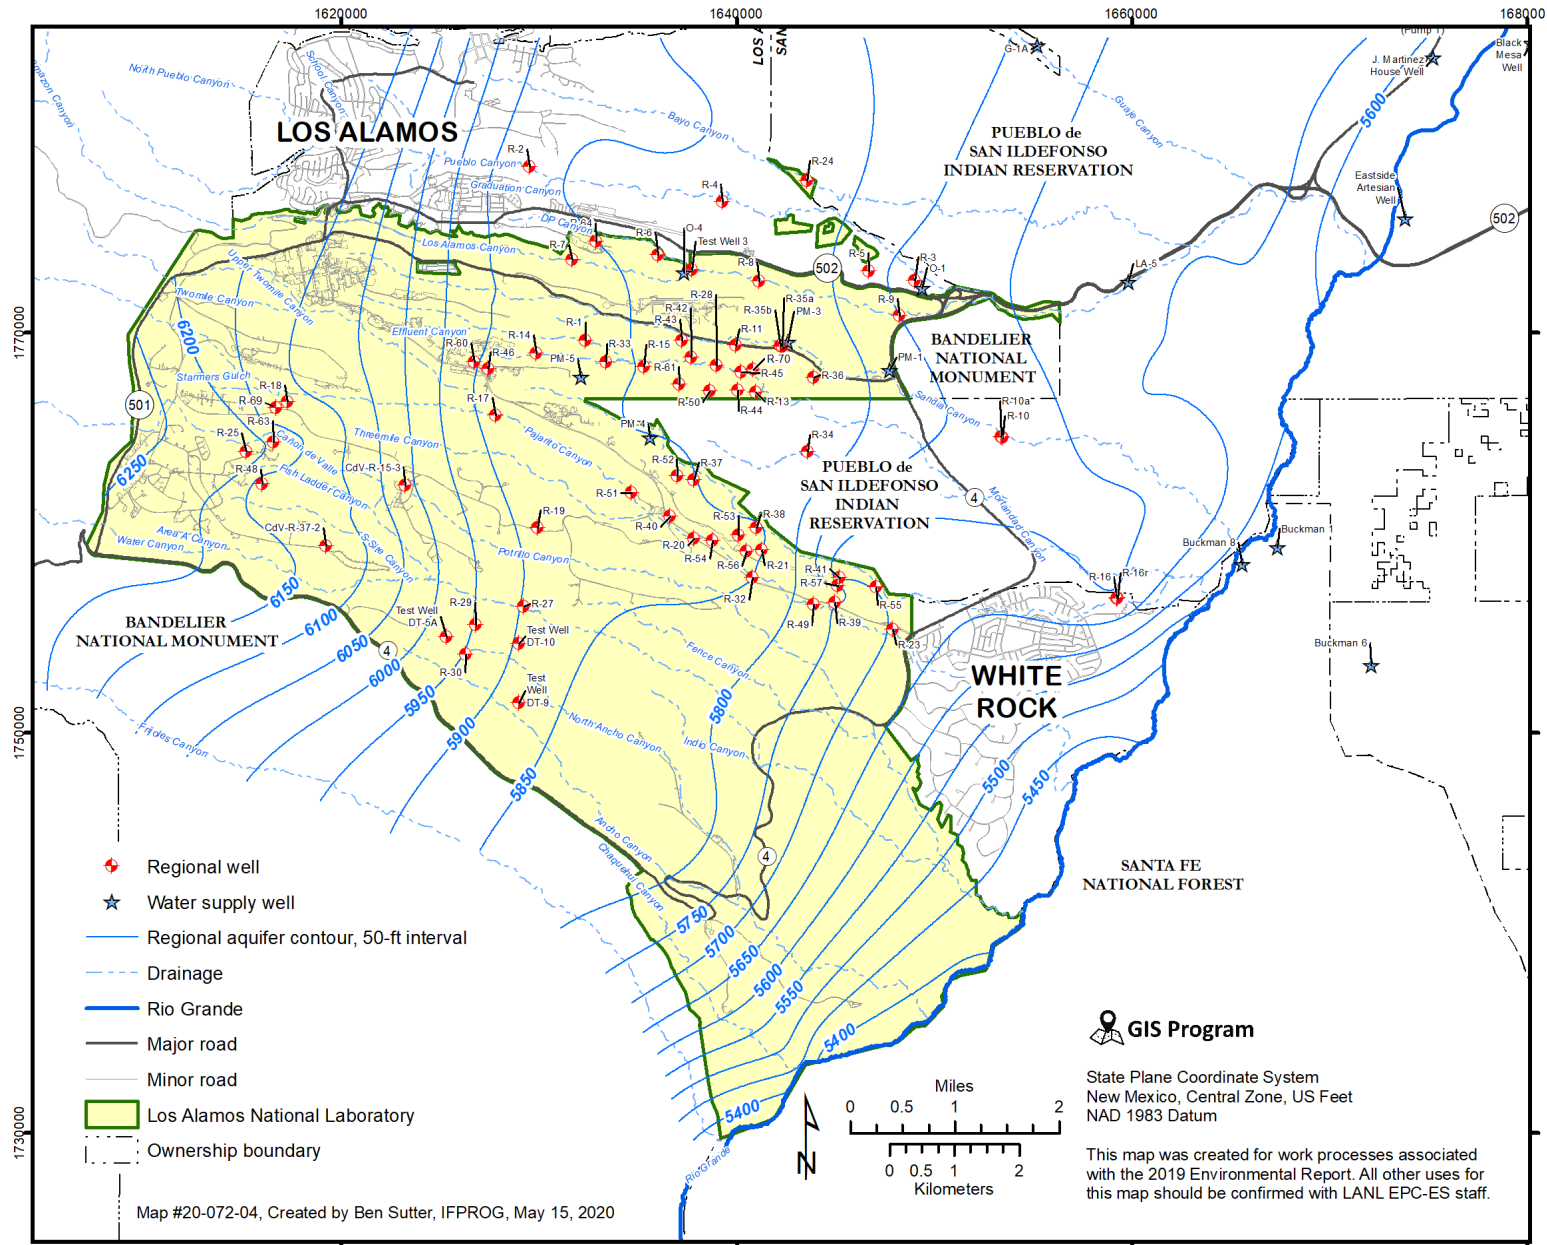 1620000
1640000
1660000
168000
1770000
1750000
1730000
(Pump 1)
Black
Mesa
Well
J. Martinez
House Well
G-1A
LOS A
SAN
School Canyon
North Pueblo Canyon
Bayo Canyon
Guaje Canyon
5600
LOS ALAMOS
PUEBLO de
SAN ILDEFONSO
INDIAN RESERVATION
R-2
Pueblo Canyon
R-24
Graduation Canyon
R-4
Eastside
Artesian
Well
502
DP Canyon
R-64
R-6
O-4
Test Well 3
Los Alamos Canyon
R-7
R-8
502
R-5
R-3
O-1
LA-5
Upper Twomile Canyon
Twomile Canyon
R-28
R-42
R-43
R-35b
R-35a
PM-3
R-9
6200
Effluent Canyon
R-60
R-46
R-14
R-1
R-33
R-15
R-11
PM-5
R-61
R-70
R-45
R-36
PM-1
BANDELIER
NATIONAL
MONUMENT
Starmers Gulch
R-18
R-69
R-17
R-50
R-44
R-13
Sandia Canyon
R-10a
R-10
501
R-63
R-25
Cañon de Valle
Threemile Canyon
Pajarito Canyon
PM-4
R-34
6250
R-48
Fish Ladder Canyon
CdV-R-15-3
R-52
R-37
PUEBLO de
SAN ILDEFONSO
INDIAN
RESERVATION
4
Mortandad Canyon
R-51
R-19
R-40
R-53
R-38
CdV-R-37-2
Area A Canyon
Water Canyon
S-Site Canyon
Potrillo Canyon
R-20
R-54
R-56
R-21
Buckman 8
Buckman
R-41
R-57
R-16
R-16r
R-32
R-55
6150
Test Well
DT-5A
R-29
R-27
R-49
R-39
R-23
BANDELIER
NATIONAL MONUMENT
6100
6050
4
Test Well
DT-10
R-30
Fence Canyon
Buckman 6
6000
Test
Well
DT-9
WHITE
ROCK
5950
5900
5800
Frijoles Canyon
North Ancho Canyon
Indio Canyon
5850
5500
5450
Ancho Canyon
Chaquehui Canyon
4
SANTA FE
NATIONAL FOREST
5750
5700
5650
5600
5550
5400
5400
Rio Grande
Regional well
Water supply well
Regional aquifer contour, 50-ft interval
Drainage
Rio Grande
Major road
Minor road
Los Alamos National Laboratory
Ownership boundary
Map #20-072-04, Created by Ben Sutter, IFPROG, May 15, 2020
N
Miles
0 0.5 1 2
0 0.5 1 2
Kilometers
GIS Program
State Plane Coordinate System
New Mexico, Central Zone, US Feet
NAD 1983 Datum
This map was created for work processes associated
with the 2019 Environmental Report. All other uses for
this map should be confirmed with LANL EPC-ES staff.